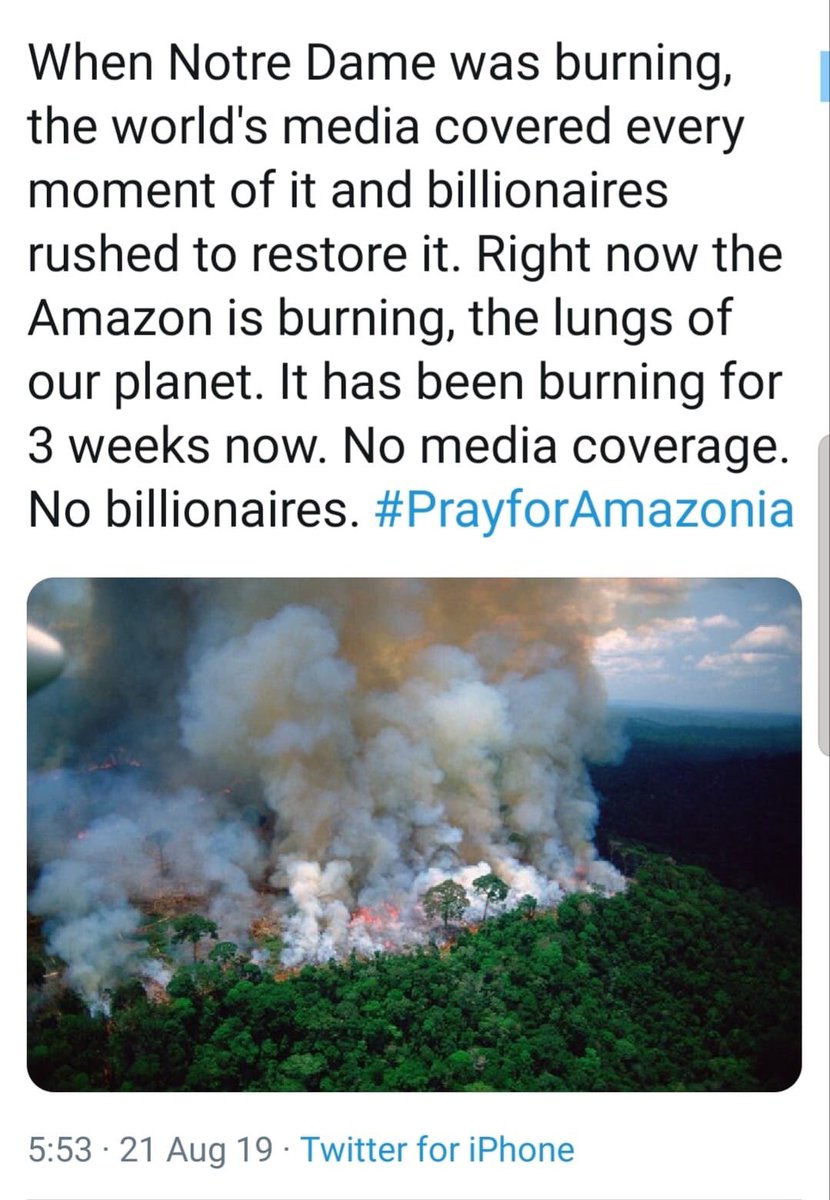 When Notre Dame was burning,
the world's media covered every
moment of it and billionaires
rushed to restore it. Right now the
Amazon is burning, the lungs of
our planet. It has been burning for
3 weeks now. No media coverage.
No billionaires. #PrayforAmazonia
5:53 · 21 Aug 19 · Twitter for iPhone